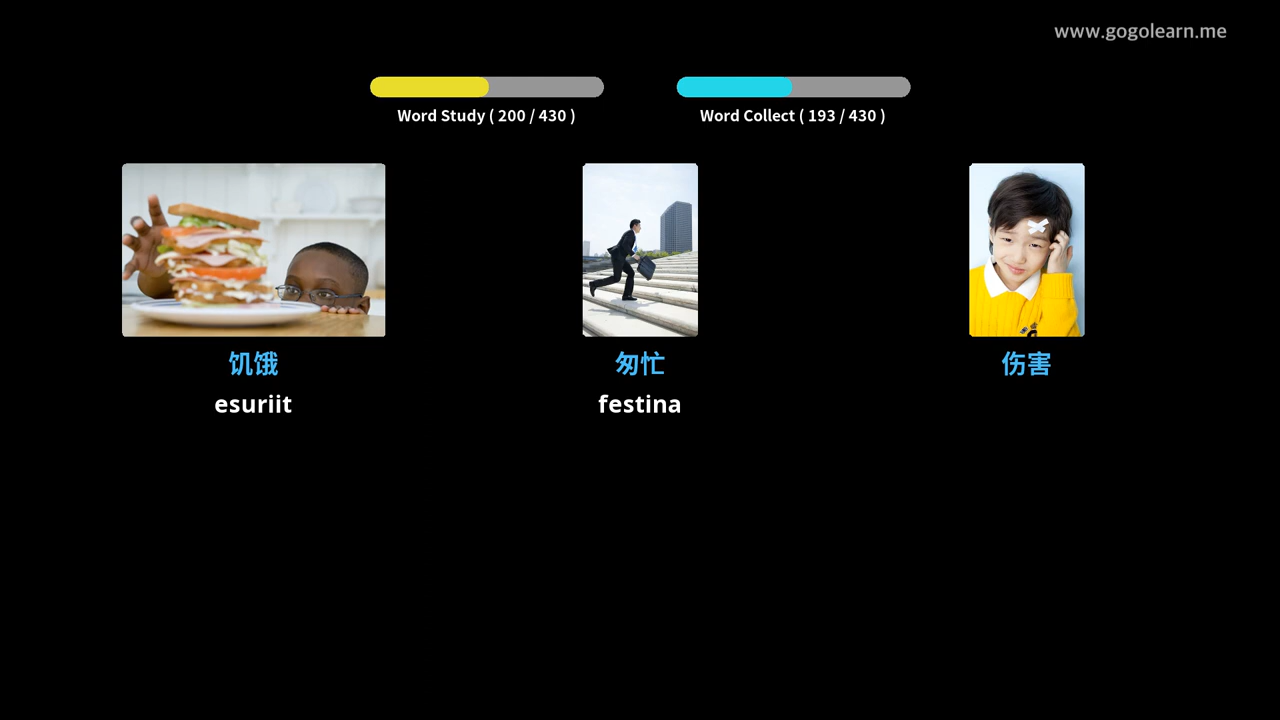 www.gogolearn.me
Word Study ( 200 / 430 )
Word Collect ( 193 / 430 )
饥饿
匆忙
伤害
esuriit
festina